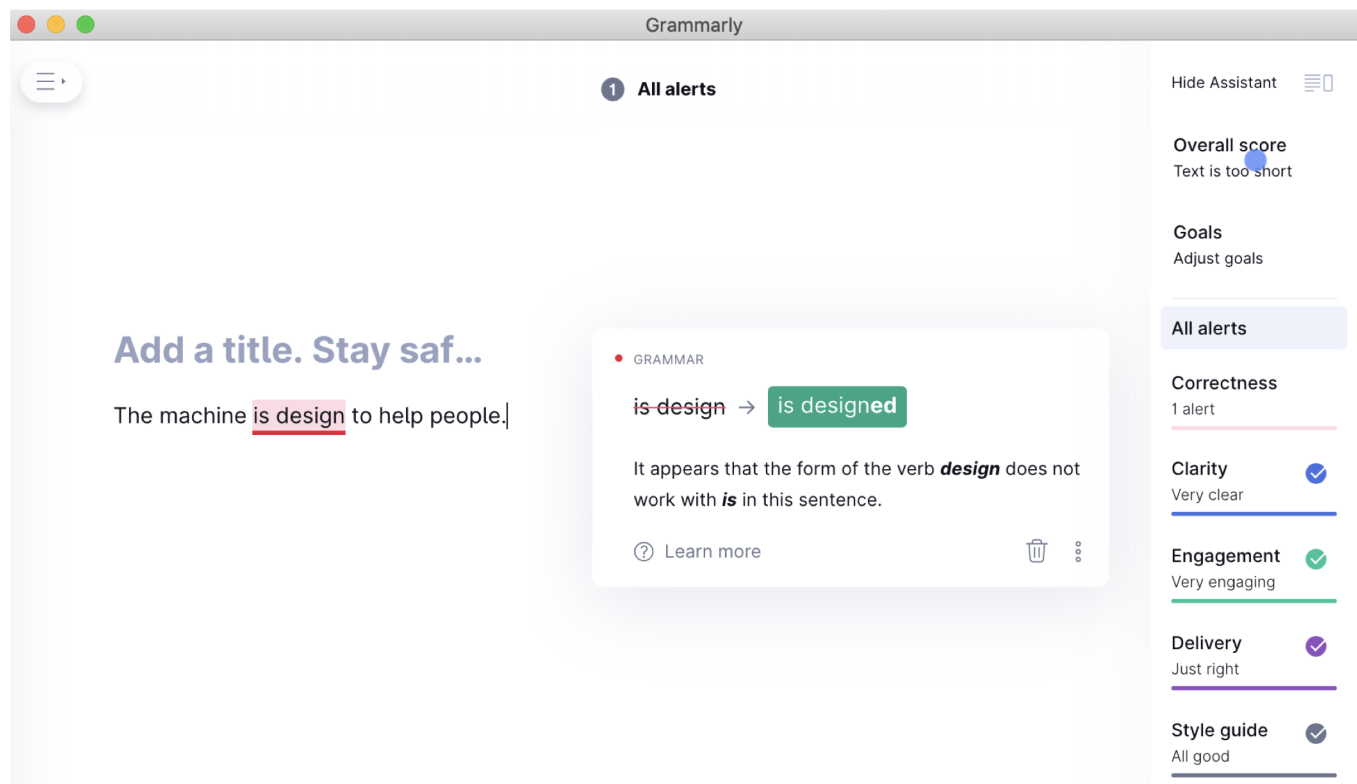 Grammarly
1 All alerts
Add a title. Stay saf...
The machine is design to help people.
GRAMMAR
is design → is designed
It appears that the form of the verb design does not
work with is in this sentence.
Learn more
Hide Assistant
Overall score
Text is too short
Goals
Adjust goals
All alerts
Correctness
1 alert
Clarity
Very clear
Engagement
Very engaging
Delivery
Just right
Style guide
All good